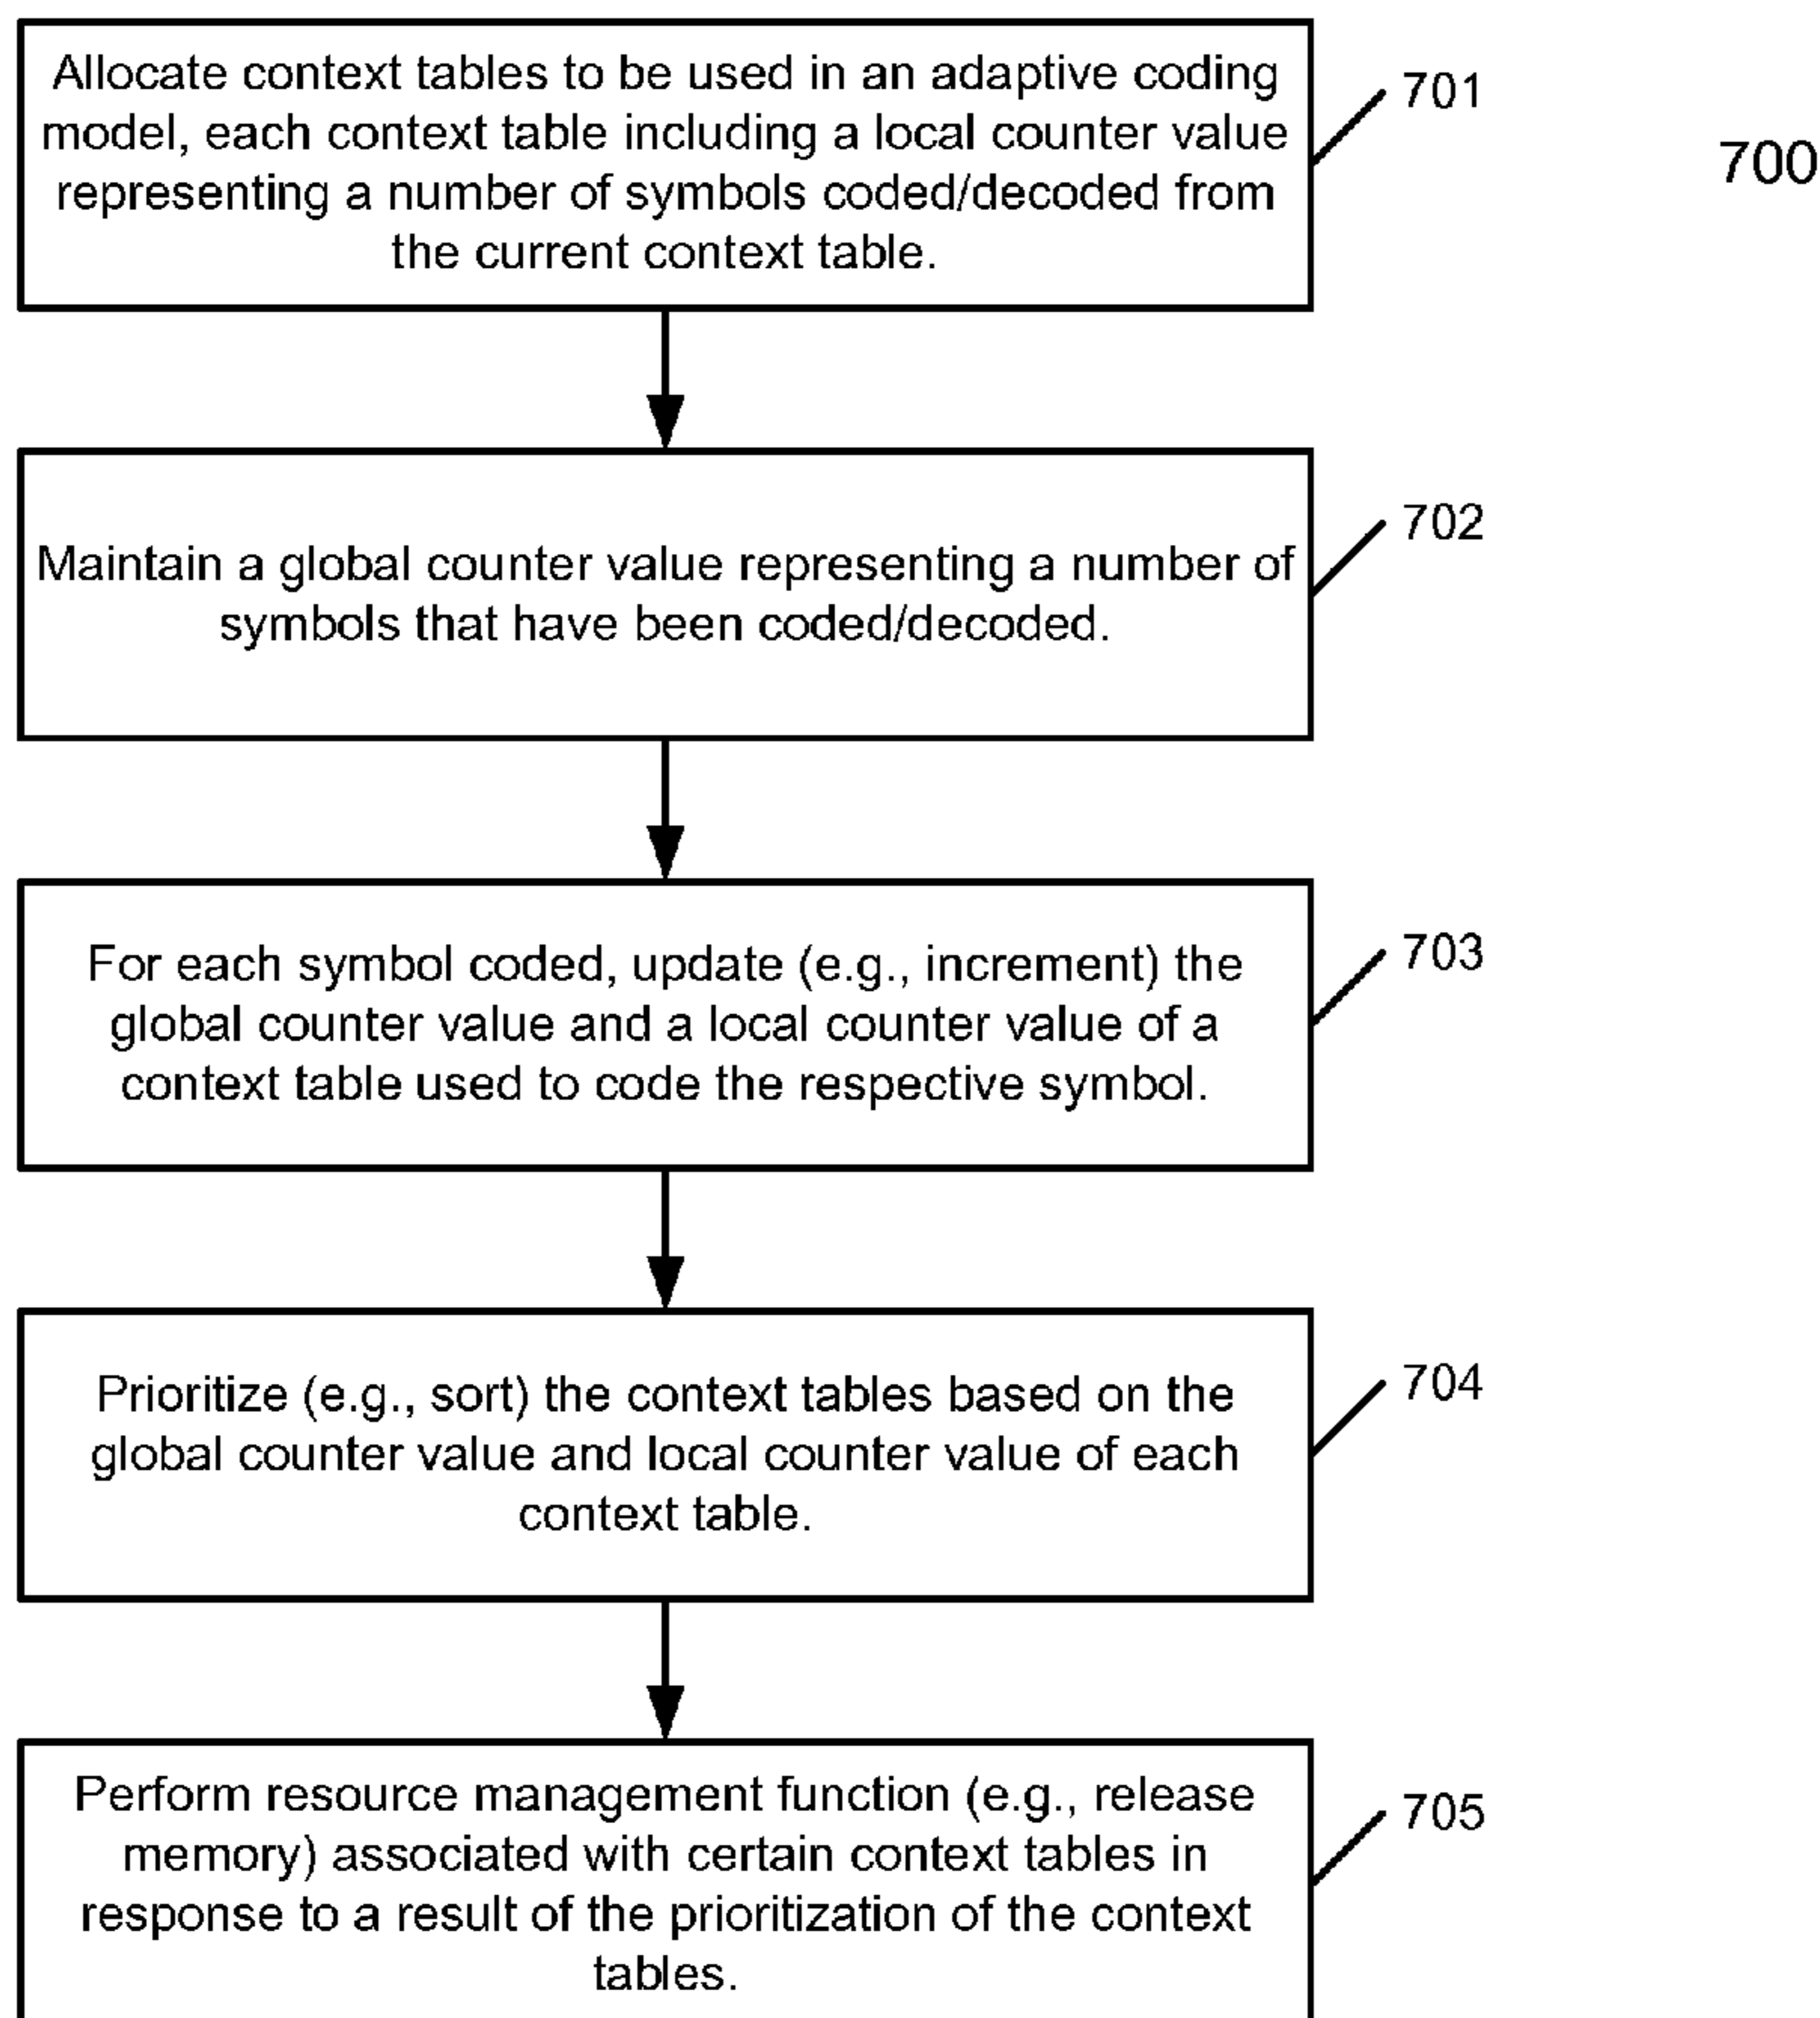 Allocate context tables to be used in an adaptive coding
model, each context table including a local counter value
representing a number of symbols coded/decoded from
the current context table.
701
700
Maintain a global counter value representing a number of
symbols that have been coded/decoded.
702
For each symbol coded, update (e.g., increment) the
global counter value and a local counter value of a
context table used to code the respective symbol.
703
Prioritize (e.g., sort) the context tables based on the
global counter value and local counter value of each
context table.
704
Perform resource management function (e.g., release
memory) associated with certain context tables in
response to a result of the prioritization of the context
tables.
705